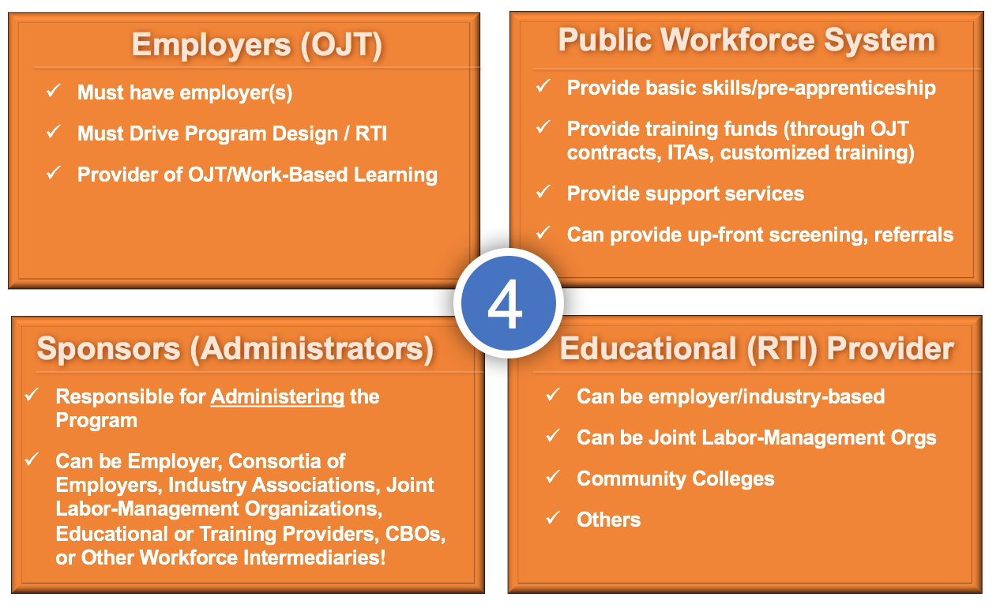 Employers (OJT)
✓ Must have employer(s)
✓ Must Drive Program Design / RTI
✓ Provider of OJT/Work-Based Learning
Public Workforce System
✓ Provide basic skills/pre-apprenticeship
✓ Provide training funds (through OJT
contracts, ITAs, customized training)
✓ Provide support services
✓ Can provide up-front screening, referrals
4
Sponsors (Administrators)
✓ Responsible for Administering the
Program
✓ Can be Employer, Consortia of
Employers, Industry Associations, Joint
Labor-Management Organizations,
Educational or Training Providers, CBOs,
or Other Workforce Intermediaries!
Educational (RTI) Provider
✓ Can be employer/industry-based
✓ Can be Joint Labor-Management Orgs
✓ Community Colleges
✓ Others